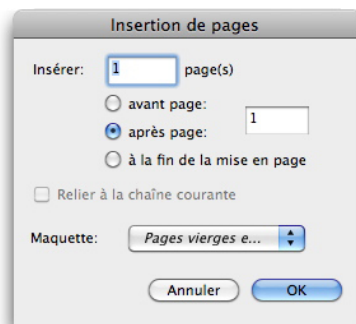 Insertion de pages
Insérer: 1 page(s)
avant page:
après page: 1
à la fin de la mise en page
Relier à la chaîne courante
Maquette: Pages vierges e...
Annuler OK